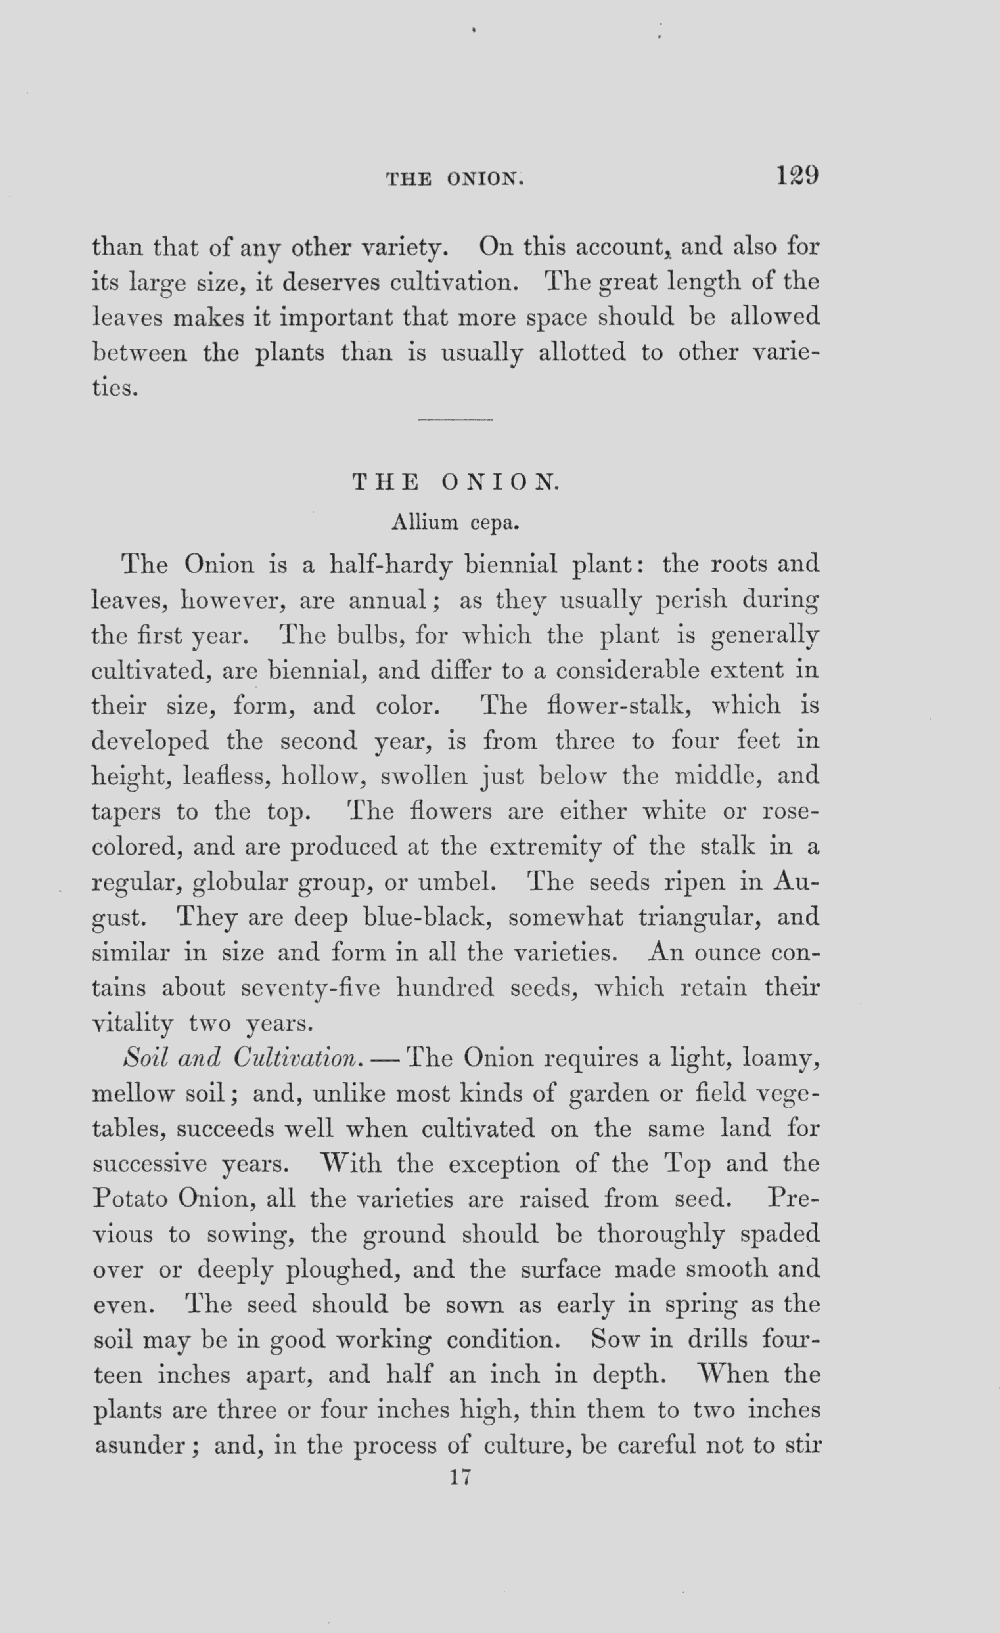 THE ONION. 129
than that of any other variety. On this account, and also for
its large size, it deserves cultivation. The great length of the
leaves makes it important that more space should be allowed
between the plants than is usually allotted to other varie-
ties.
THE ONION.
Allium cepa.
The Onion is a half-hardy biennial plant: the roots and
leaves, however, are annual; as they usually perish during
the first year. The bulbs, for which the plant is generally
cultivated, are biennial, and differ to a considerable extent in
their size, form, and color. The flower-stalk, which is
developed the second year, is from three to four feet in
height, leafless, hollow, swollen just below the middle, and
tapers to the top. The flowers are either white or rose-
colored, and are produced at the extremity of the stalk in a
regular, globular group, or umbel. The seeds ripen in Au-
gust. They are deep blue-black, somewhat triangular, and
similar in size and form in all the varieties. An ounce con-
tains about seventy-five hundred seeds, which retain their
vitality two years.
Soil and Cultivation. — The Onion requires a light, loamy,
mellow soil; and, unlike most kinds of garden or field vege-
tables, succeeds well when cultivated on the same land for
successive years. With the exception of the Top and the
Potato Onion, all the varieties are raised from seed. Pre-
vious to sowing, the ground should be thoroughly spaded
over or deeply ploughed, and the surface made smooth and
even. The seed should be sown as early in spring as the
soil may be in good working condition. Sow in drills four-
teen inches apart, and half an inch in depth. When the
plants are three or four inches high, thin them to two inches
asunder; and, in the process of culture, be careful not to stir
17